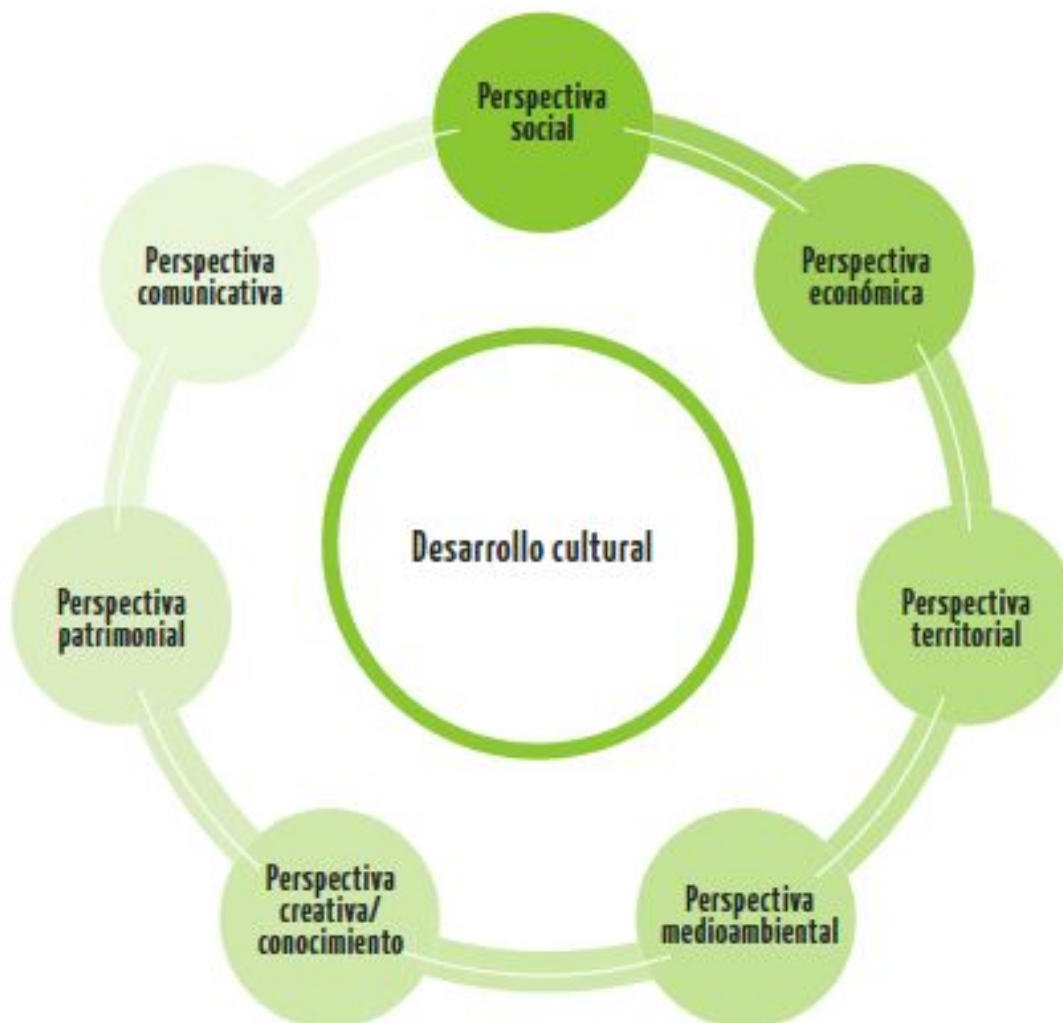 Perspectiva
social
Perspectiva
económica
Perspectiva
territorial
Perspectiva
medioambiental
Perspectiva
creativa/
conocimiento
Perspectiva
patrimonial
Perspectiva
comunicativa
Desarrollo cultural